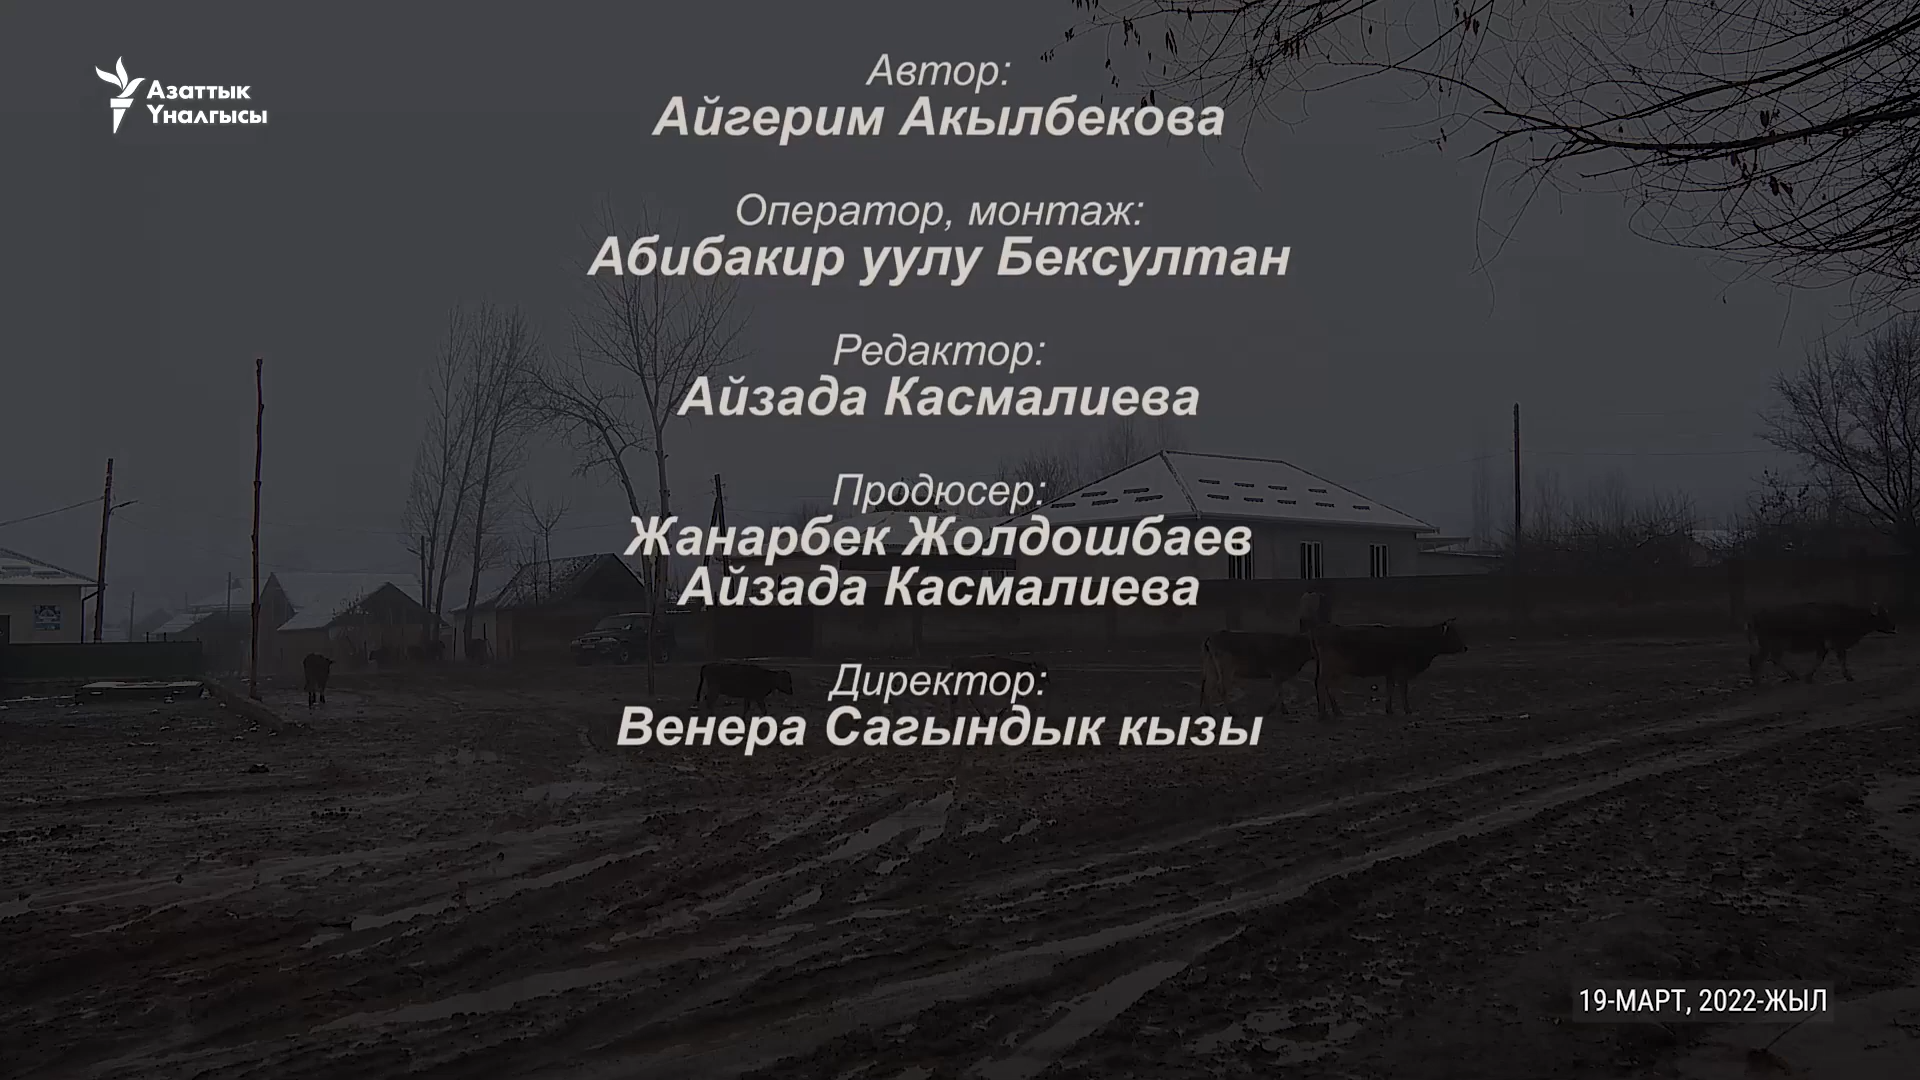 Азаттык
Үналгысы
Автор:
Айгерим Акылбекова
Оператор, монтаж:
Абибакир уулу Бексултан
Редактор:
Айзада Касмалиева
Продюсер:
Жанарбек Жолдошбаев
Айзада Касмалиева
Директор:
Венера Сагындык кызы
19-МАРТ, 2022-ЖЫЛ